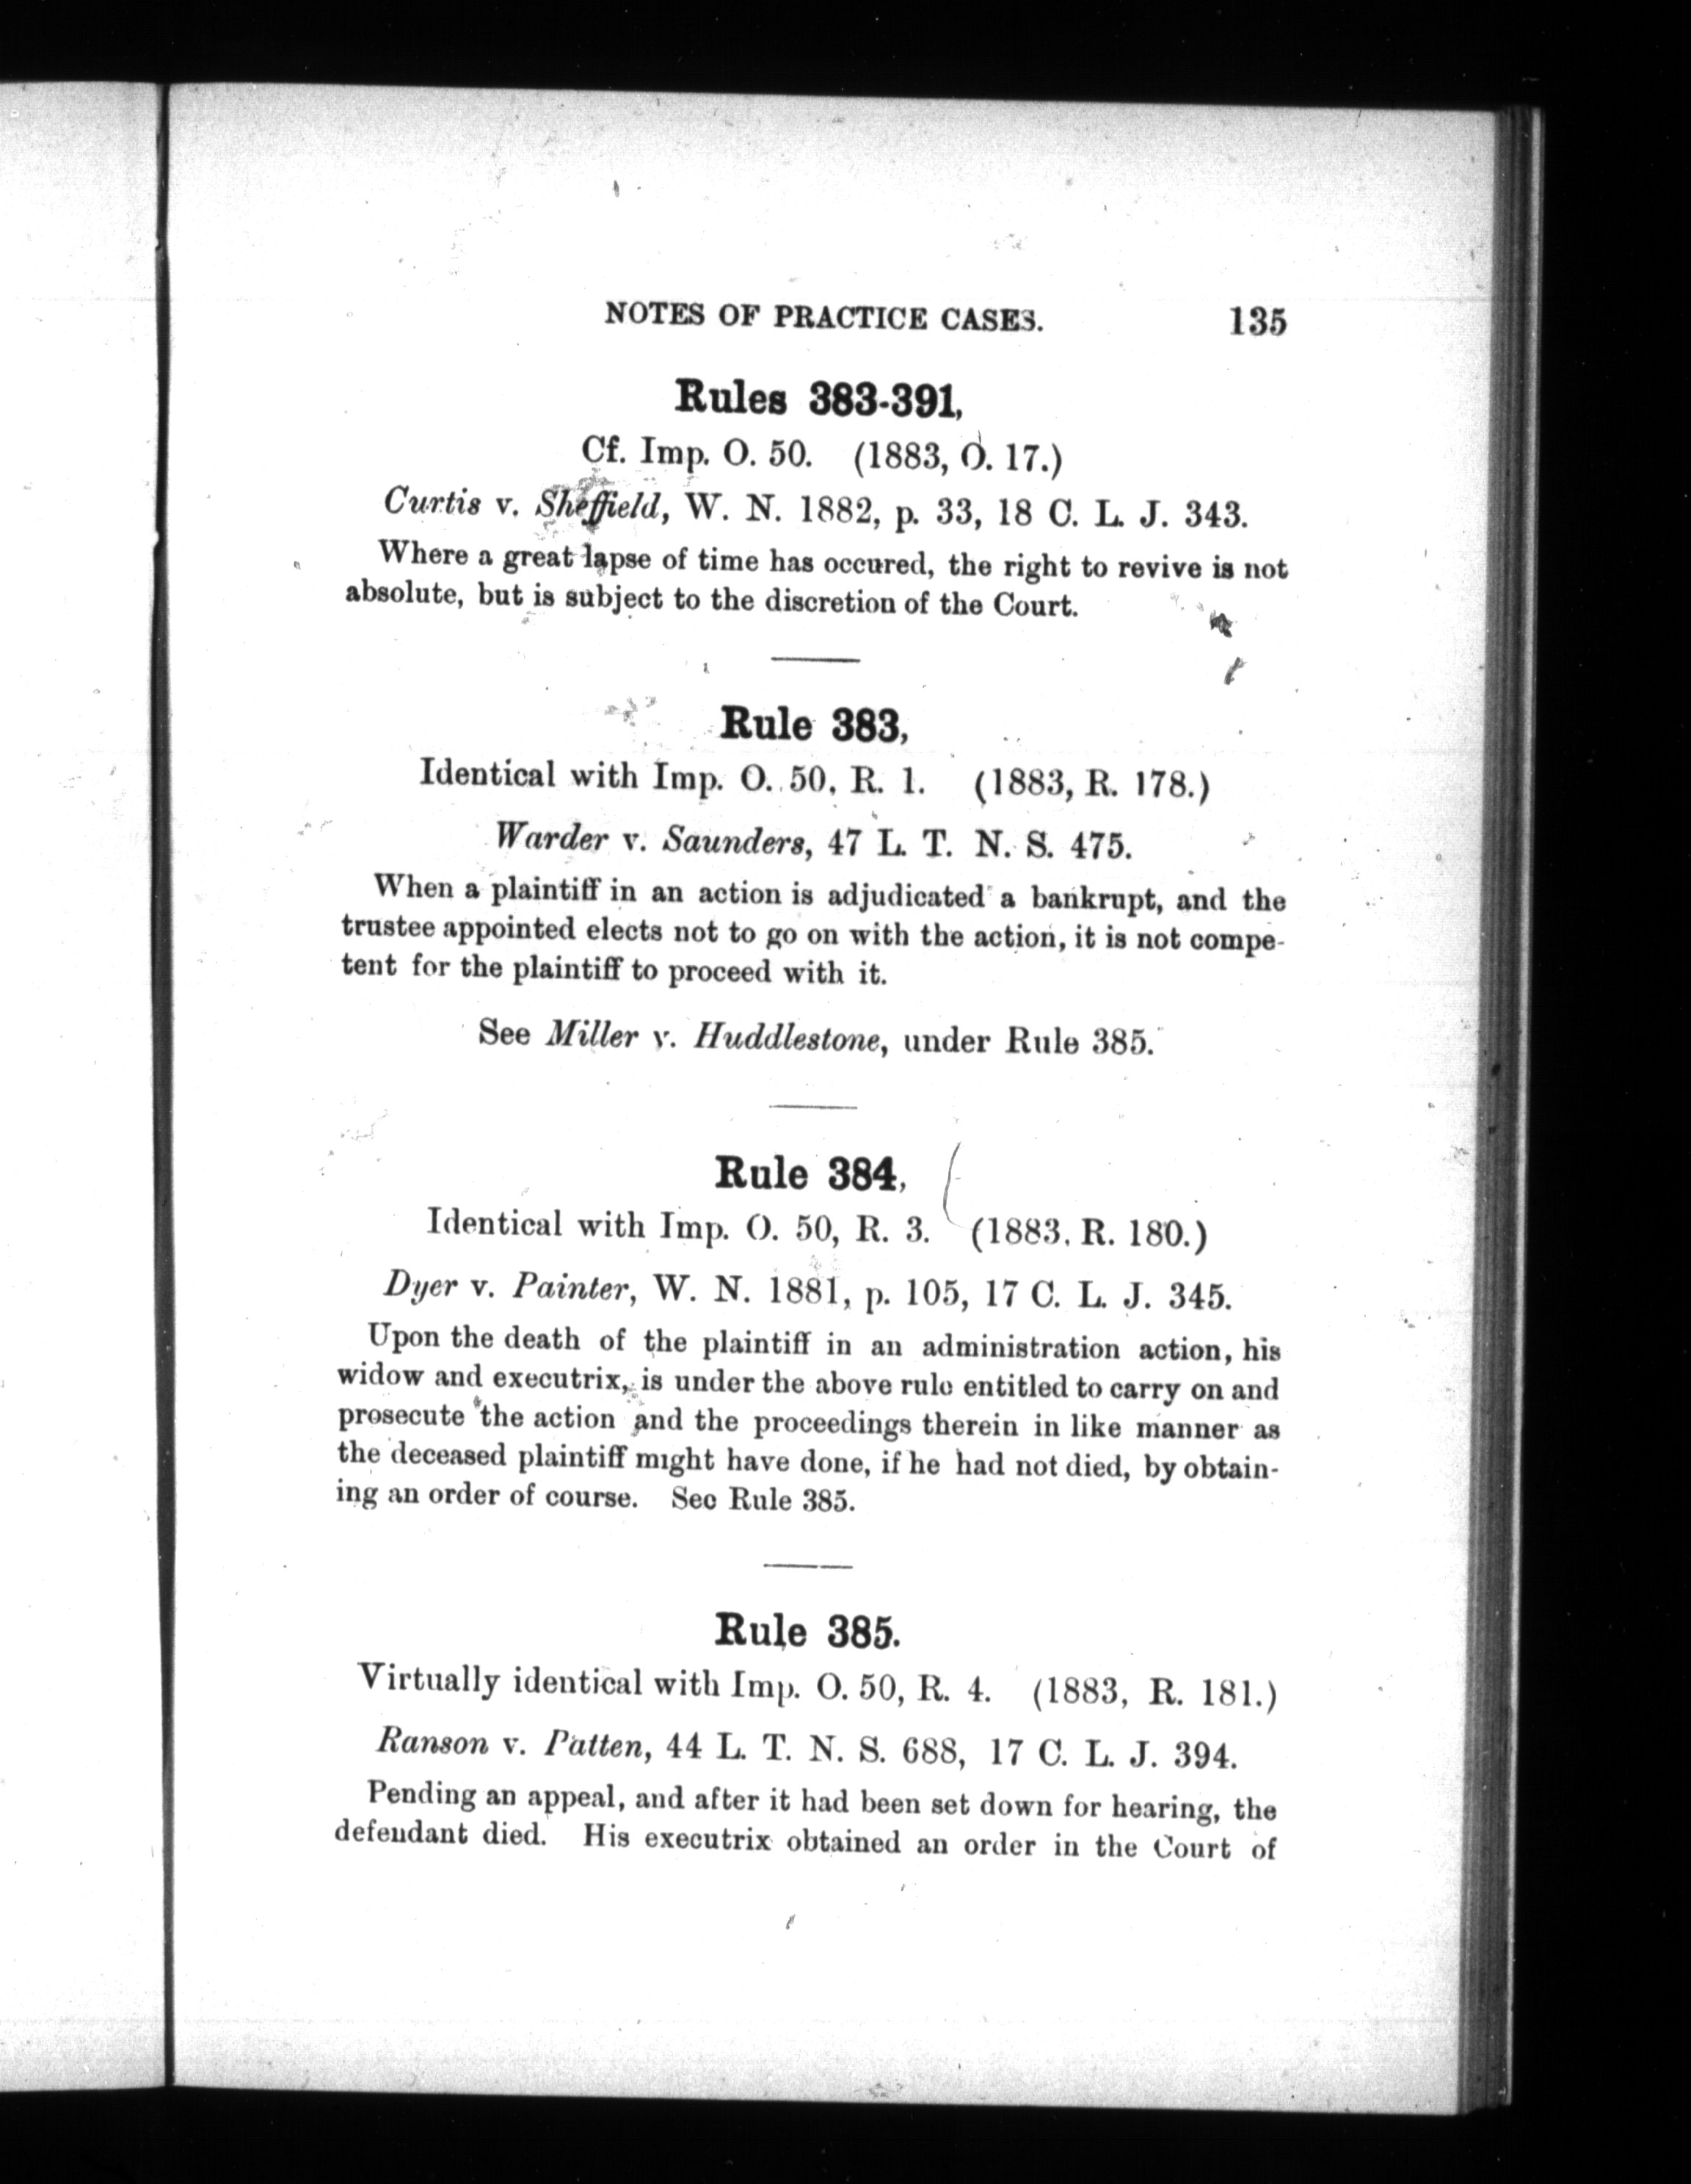 NOTES OF PRACTICE CASES. 135
Rules 383-391,
Cf. Imp. O. 50. (1883, O. 17.)
Curtis v. Sheffield, W. N. 1882, p. 33, 18 C. L. J. 343.
Where a great lapse of time has occured, the right to revive is not
absolute, but is subject to the discretion of the Court.
Rule 383,
Identical with Imp. O. 50, R. 1. (1883, R. 178.)
Warder v. Saunders, 47 L. T. N. S. 475.
When a plaintiff in an action is adjudicated a bankrupt, and the
trustee appointed elects not to go on with the action, it is not compe-
tent for the plaintiff to proceed with it.
See Miller v. Huddlestone, under Rule 385.
Rule 384,
Identical with Imp. O. 50, R. 3. (1883, R. 180.)
Dyer v. Painter, W. N. 1881, p. 105, 17 C. L. J. 345.
Upon the death of the plaintiff in an administration action, his
widow and executrix, is under the above rule entitled to carry on and
prosecute the action and the proceedings therein in like manner as
the deceased plaintiff might have done, if he had not died, by obtain-
ing an order of course. See Rule 385.
Rule 385.
Virtually identical with Imp. O. 50, R. 4. (1883, R. 181.)
Ranson v. Patten, 44 L. T. N. S. 688, 17 C. L. J. 394.
Pending an appeal, and after it had been set down for hearing, the
defendant died. His executrix obtained an order in the Court of